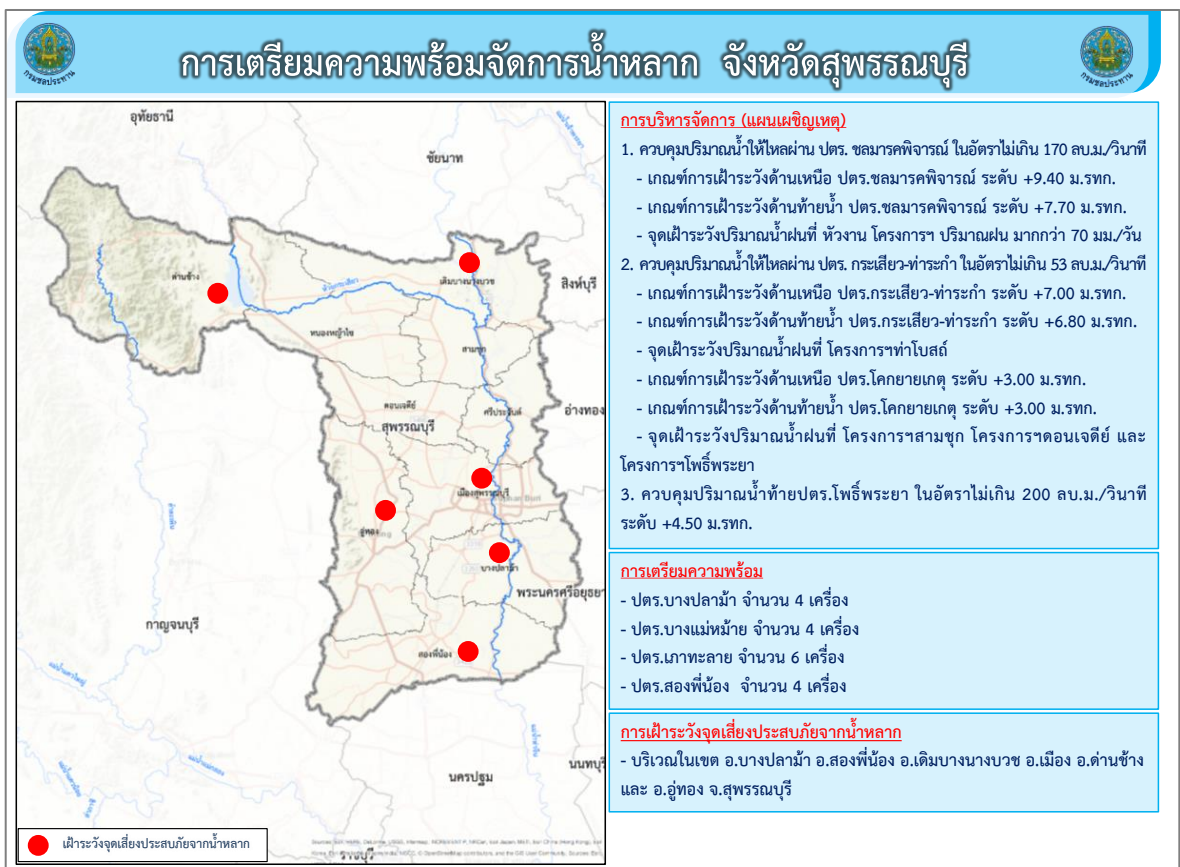 การเตรียมความพร้อมจัดการน้ำหลาก จังหวัดสุพรรณบุรี
กรมชลประทาน
กรมชลประทาน
อุทัยธานี
ชัยนาท
ด่านช้าง
เดิมบางนางบวช
สิงห์บุรี
หนองหญ้าไซ
สามชุก
ดอนเจดีย์
ศรีประจันต์
อ่างทอง
สุพรรณบุรี
เมืองสุพรรณบุรี
อู่ทอง
บางปลาม้า
พระนครศรีอยุธยา
กาญจนบุรี
สองพี่น้อง
นนทบุรี
นครปฐม
ราชบุรี
เฝ้าระวังจุดเสี่ยงประสบภัยจากน้ำหลาก
การบริหารจัดการ (แผนเผชิญเหตุ)
1. ควบคุมปริมาณน้ำให้ไหลผ่าน ปตร. ชลมารคพิจารณ์ ในอัตราไม่เกิน 170 ลบ.ม./วินาที
- เกณฑ์การเฝ้าระวังด้านเหนือ ปตร.ชลมารคพิจารณ์ ระดับ +9.40 ม.รทก.
- เกณฑ์การเฝ้าระวังด้านท้ายน้ำ ปตร.ชลมารคพิจารณ์ ระดับ +7.70 ม.รทก.
- จุดเฝ้าระวังปริมาณน้ำฝนที่ หัวงาน โครงการฯ ปริมาณฝน มากกว่า 70 มม./วัน
2. ควบคุมปริมาณน้ำให้ไหลผ่าน ปตร. กระเสียว-ท่าระกำ ในอัตราไม่เกิน 53 ลบ.ม./วินาที
- เกณฑ์การเฝ้าระวังด้านเหนือ ปตร.กระเสียว-ท่าระกำ ระดับ +7.00 ม.รทก.
- เกณฑ์การเฝ้าระวังด้านท้ายน้ำ ปตร.กระเสียว-ท่าระกำ ระดับ +6.80 ม.รทก.
- จุดเฝ้าระวังปริมาณน้ำฝนที่ โครงการฯท่าโบสถ์
- เกณฑ์การเฝ้าระวังด้านเหนือ ปตร.โคกยายเกตุ ระดับ +3.00 ม.รทก.
- เกณฑ์การเฝ้าระวังด้านท้ายน้ำ ปตร.โคกยายเกตุ ระดับ +3.00 ม.รทก.
- จุดเฝ้าระวังปริมาณน้ำฝนที่ โครงการฯสามชุก โครงการฯดอนเจดีย์ และ
โครงการฯโพธิ์พระยา
3. ควบคุมปริมาณน้ำท้ายปตร.โพธิ์พระยา ในอัตราไม่เกิน 200 ลบ.ม./วินาที
ระดับ +4.50 ม.รทก.
การเตรียมความพร้อม
- ปตร.บางปลาม้า จำนวน 4 เครื่อง
- ปตร.บางแม่หม้าย จำนวน 4 เครื่อง
- ปตร.เภาทะลาย จำนวน 6 เครื่อง
- ปตร.สองพี่น้อง จำนวน 4 เครื่อง
การเฝ้าระวังจุดเสี่ยงประสบภัยจากน้ำหลาก
- บริเวณในเขต อ.บางปลาม้า อ.สองพี่น้อง อ.เดิมบางนางบวช อ.เมือง อ.ด่านช้าง
และ อ.อู่ทอง จ.สุพรรณบุรี